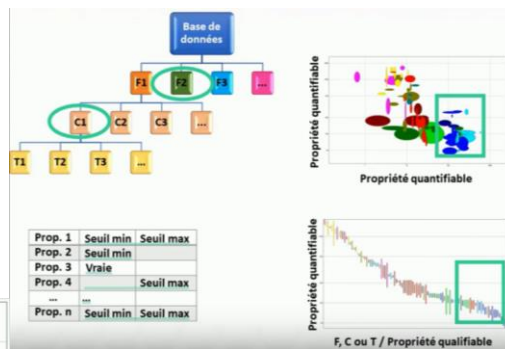 Base de
données
F1 F2 F3 ...
C1 C2 C3 ...
T1 T2 T3 ...
Propriété quantifiable
Propriété quantifiable
Prop. 1 Seuil min Seuil max
Prop. 2 Seuil min
Prop. 3 Vraie
Prop. 4 Seuil max
... ...
Prop. n Seuil min Seuil max
Propriété quantifiable
F, C ou T / Propriété qualifiable